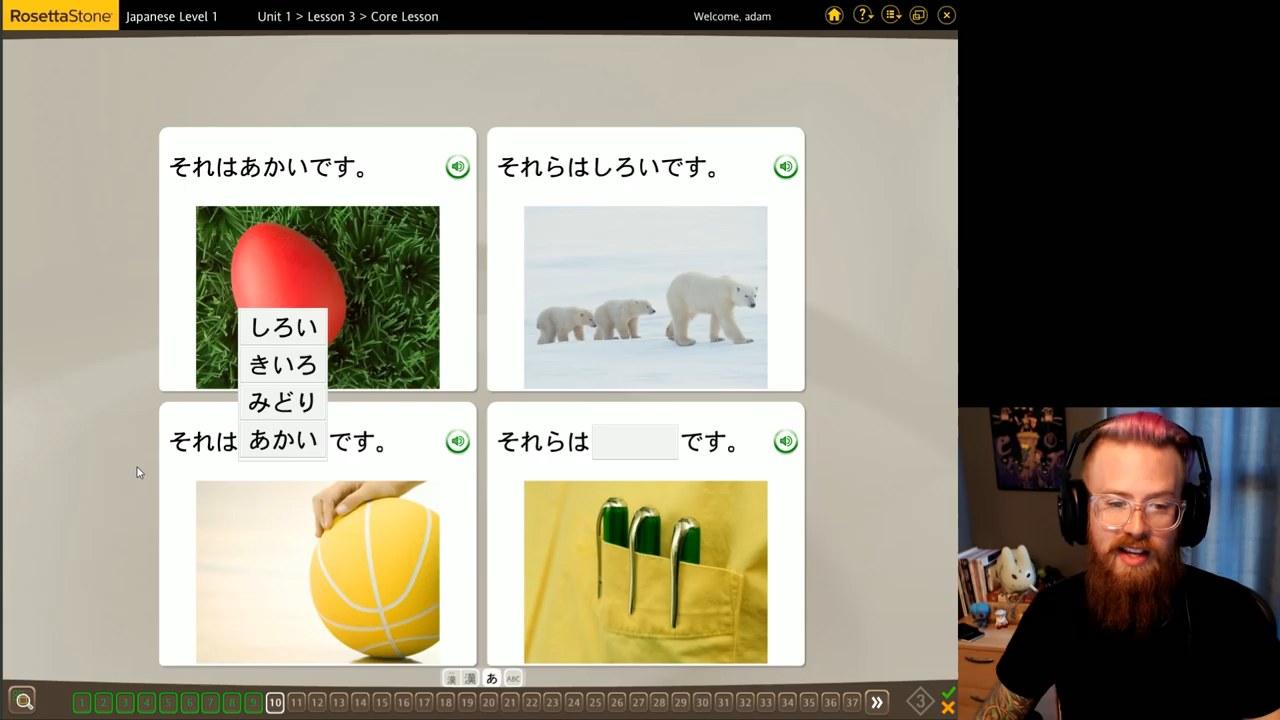 RosettaStone Japanese Level 1 Unit 1 > Lesson 3 > Core Lesson Welcome, adam
それはあかいです。
それらはしろいです。
しろい
きいろ
みどり
あかい
それは です。
それらは です。
漢 漢 あ ABC
1 2 3 4 5 6 7 8 9 10 11 12 13 14 15 16 17 18 19 20 21 22 23 24 25 26 27 28 29 30 31 32 33 34 35 36 37 »
3